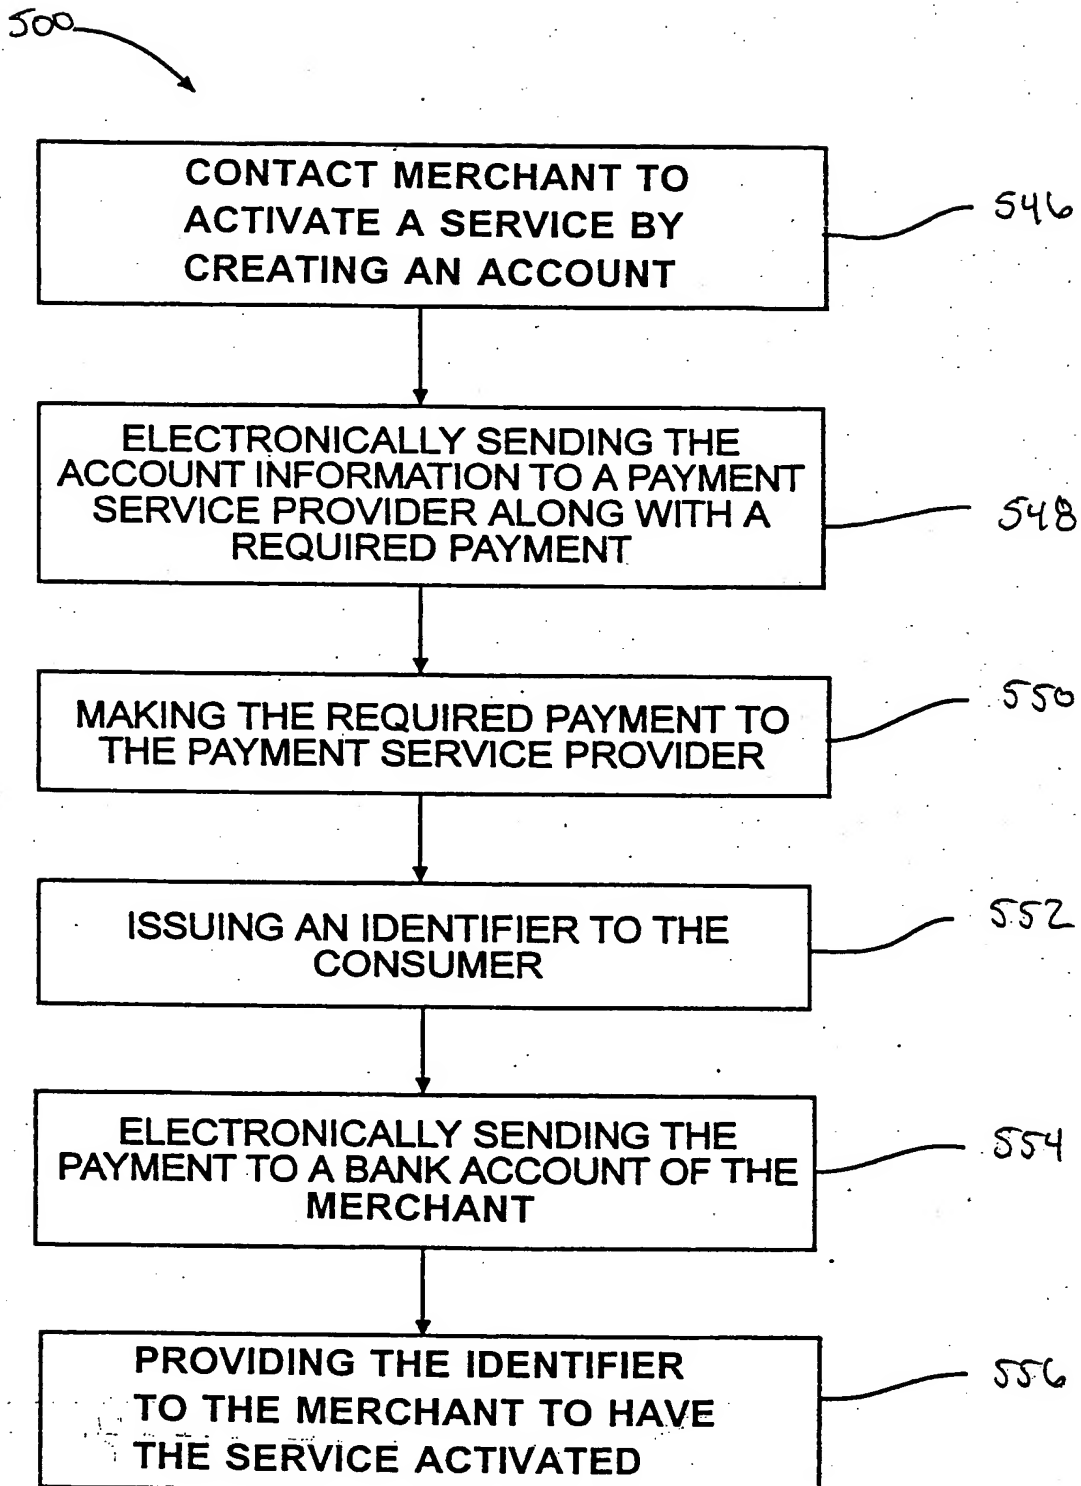 500
CONTACT MERCHANT TO
ACTIVATE A SERVICE BY
CREATING AN ACCOUNT
546
ELECTRONICALLY SENDING THE
ACCOUNT INFORMATION TO A PAYMENT
SERVICE PROVIDER ALONG WITH A
REQUIRED PAYMENT
548
MAKING THE REQUIRED PAYMENT TO
THE PAYMENT SERVICE PROVIDER
550
ISSUING AN IDENTIFIER TO THE
CONSUMER
552
ELECTRONICALLY SENDING THE
PAYMENT TO A BANK ACCOUNT OF THE
MERCHANT
554
PROVIDING THE IDENTIFIER
TO THE MERCHANT TO HAVE
THE SERVICE ACTIVATED
556